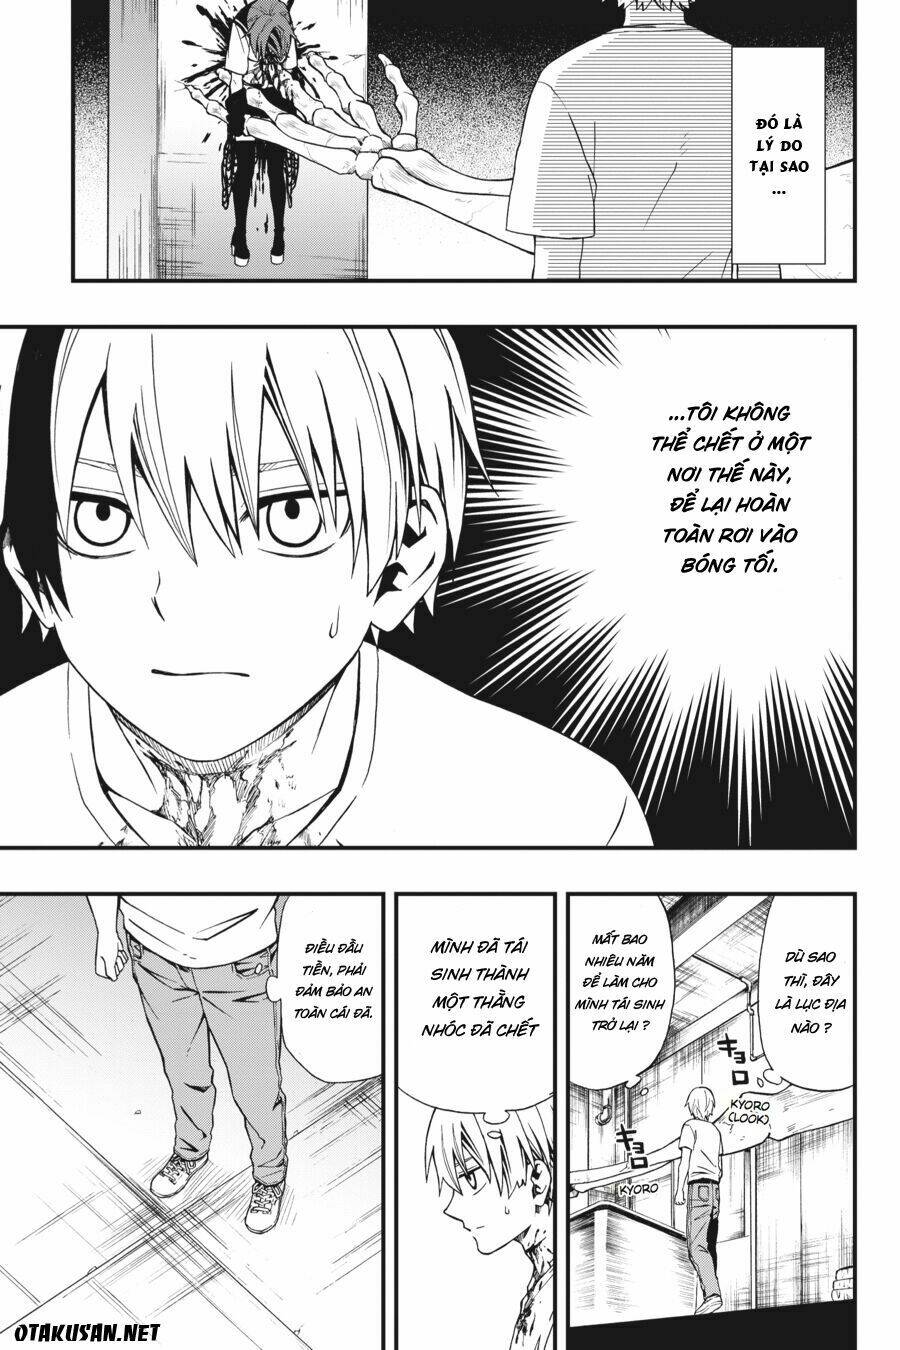 ĐÓ LÀ
LÝ DO
TẠI SAO
...
...TÔI KHÔNG
THỂ CHẾT Ở MỘT
NƠI THẾ NÀY,
ĐỂ LẠI HOÀN
TOÀN RƠI VÀO
BÓNG TỐI.
DÙ SAO
THÌ, ĐÂY
LÀ LỤC ĐỊA
NÀO ?
MẤT BAO
NHIÊU NĂM
ĐỂ LÀM CHO
MÌNH TÁI SINH
TRỞ LẠI ?
キョロ
KYORO
(LOOK)
キョロ
KYORO
MÌNH ĐÃ TÁI
SINH THÀNH
MỘT THẰNG
NHÓC ĐÃ CHẾT
ĐIỀU ĐẦU
TIÊN, PHẢI
ĐẢM BẢO AN
TOÀN CÁI ĐÃ.
OTAKUSAN.NET